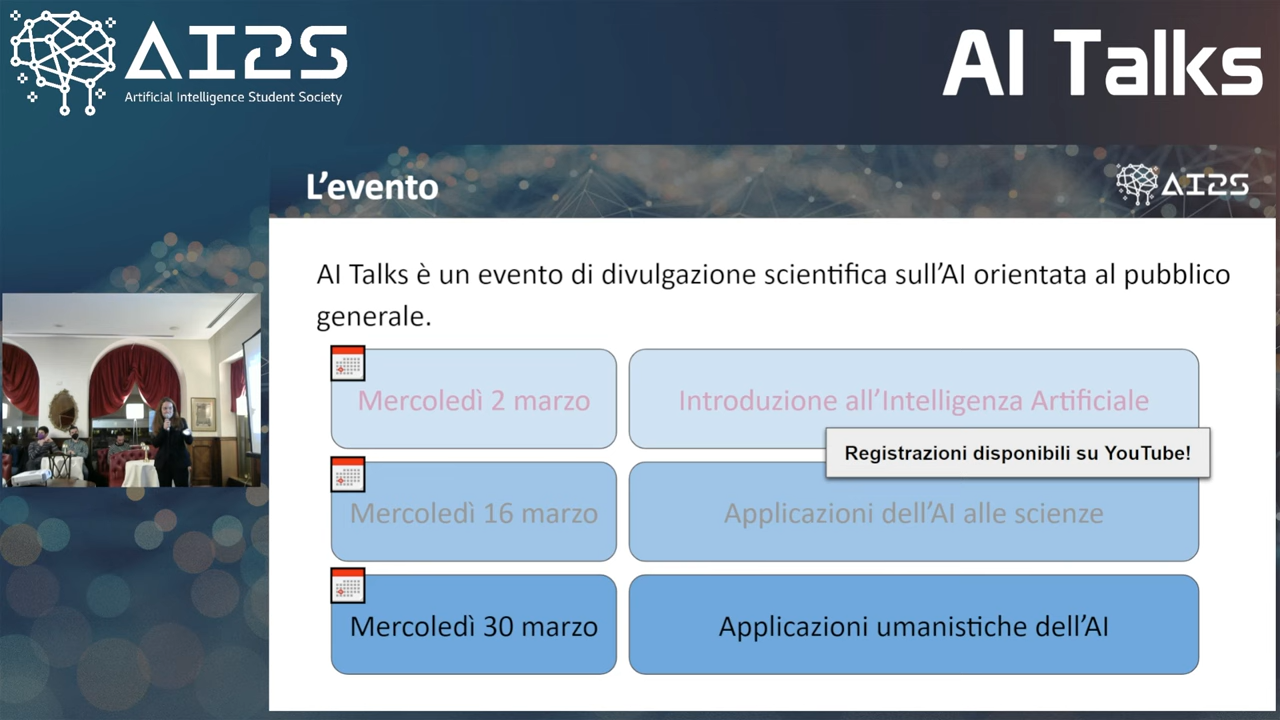 AI2S
Artificial Intelligence Student Society
AI Talks
L'evento
AI2S
AI Talks è un evento di divulgazione scientifica sull'AI orientata al pubblico
generale.
Mercoledì 2 marzo
Introduzione all'Intelligenza Artificiale
Registrazioni disponibili su YouTube!
Mercoledì 16 marzo
Applicazioni dell'AI alle scienze
Mercoledì 30 marzo
Applicazioni umanistiche dell'AI